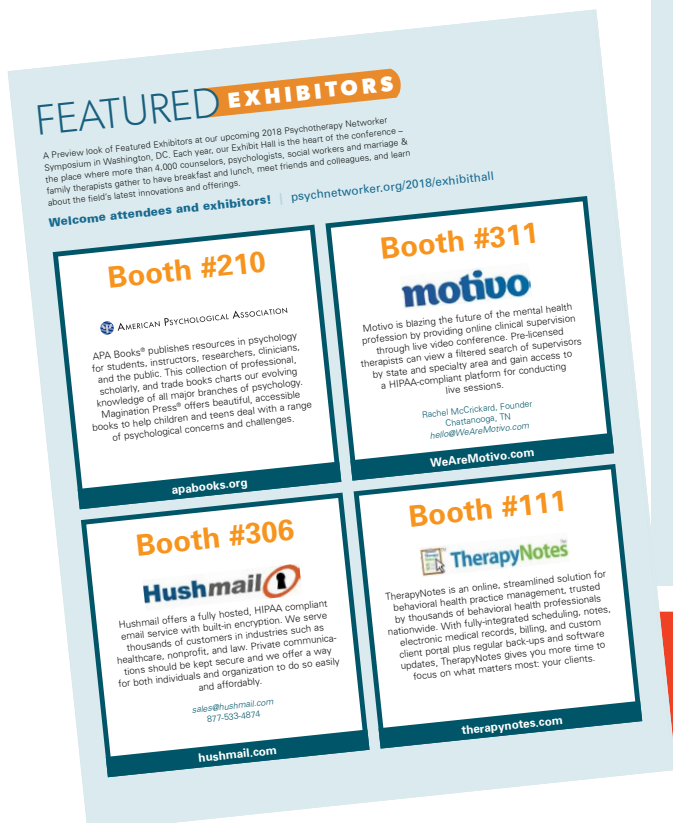 FEATURED EXHIBITORS
A Preview look of Featured Exhibitors at our upcoming 2018 Psychotherapy Networker
Symposium in Washington, DC. Each year, our Exhibit Hall is the heart of the conference –
the place where more than 4,000 counselors, psychologists, social workers and marriage &
family therapists gather to have breakfast and lunch, meet friends and colleagues, and learn
about the field's latest innovations and offerings.
Welcome attendees and exhibitors! | psychnetworker.org/2018/exhibithall
Booth #210
AMERICAN PSYCHOLOGICAL ASSOCIATION
APA Books® publishes resources in psychology
for students, instructors, researchers, clinicians,
and the public. This collection of professional,
scholarly, and trade books charts our evolving
knowledge of all major branches of psychology.
Magination Press® offers beautiful, accessible
books to help children and teens deal with a range
of psychological concerns and challenges.
apabooks.org
Booth #311
motivo
Motivo is blazing the future of the mental health
profession by providing online clinical supervision
through live video conference. Pre-licensed
therapists can view a filtered search of supervisors
by state and specialty area and gain access to
a HIPAA-compliant platform for conducting
live sessions.
Rachel McCrickard, Founder
Chattanooga, TN
hello@WeAreMotivo.com
WeAreMotivo.com
Booth #306
Hushmail
Hushmail offers a fully hosted, HIPAA compliant
email service with built-in encryption. We serve
thousands of customers in industries such as
healthcare, nonprofit, and law. Private communica-
tions should be kept secure and we offer a way
for both individuals and organization to do so easily
and affordably.
sales@hushmail.com
877-533-4874
hushmail.com
Booth #111
TherapyNotes
TherapyNotes is an online, streamlined solution for
behavioral health practice management, trusted
by thousands of behavioral health professionals
nationwide. With fully-integrated scheduling, notes,
electronic medical records, billing, and custom
client portal plus regular back-ups and software
updates, TherapyNotes gives you more time to
focus on what matters most: your clients.
therapynotes.com